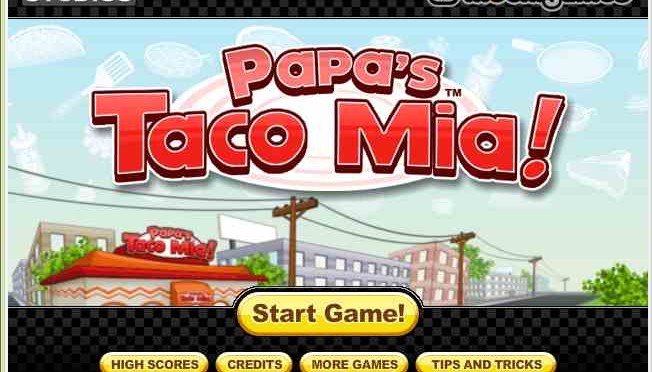 Papa's
Taco Mia!
TM
Papa's
Taco Mia!
Start Game!
HIGH SCORES
CREDITS
MORE GAMES
TIPS AND TRICKS